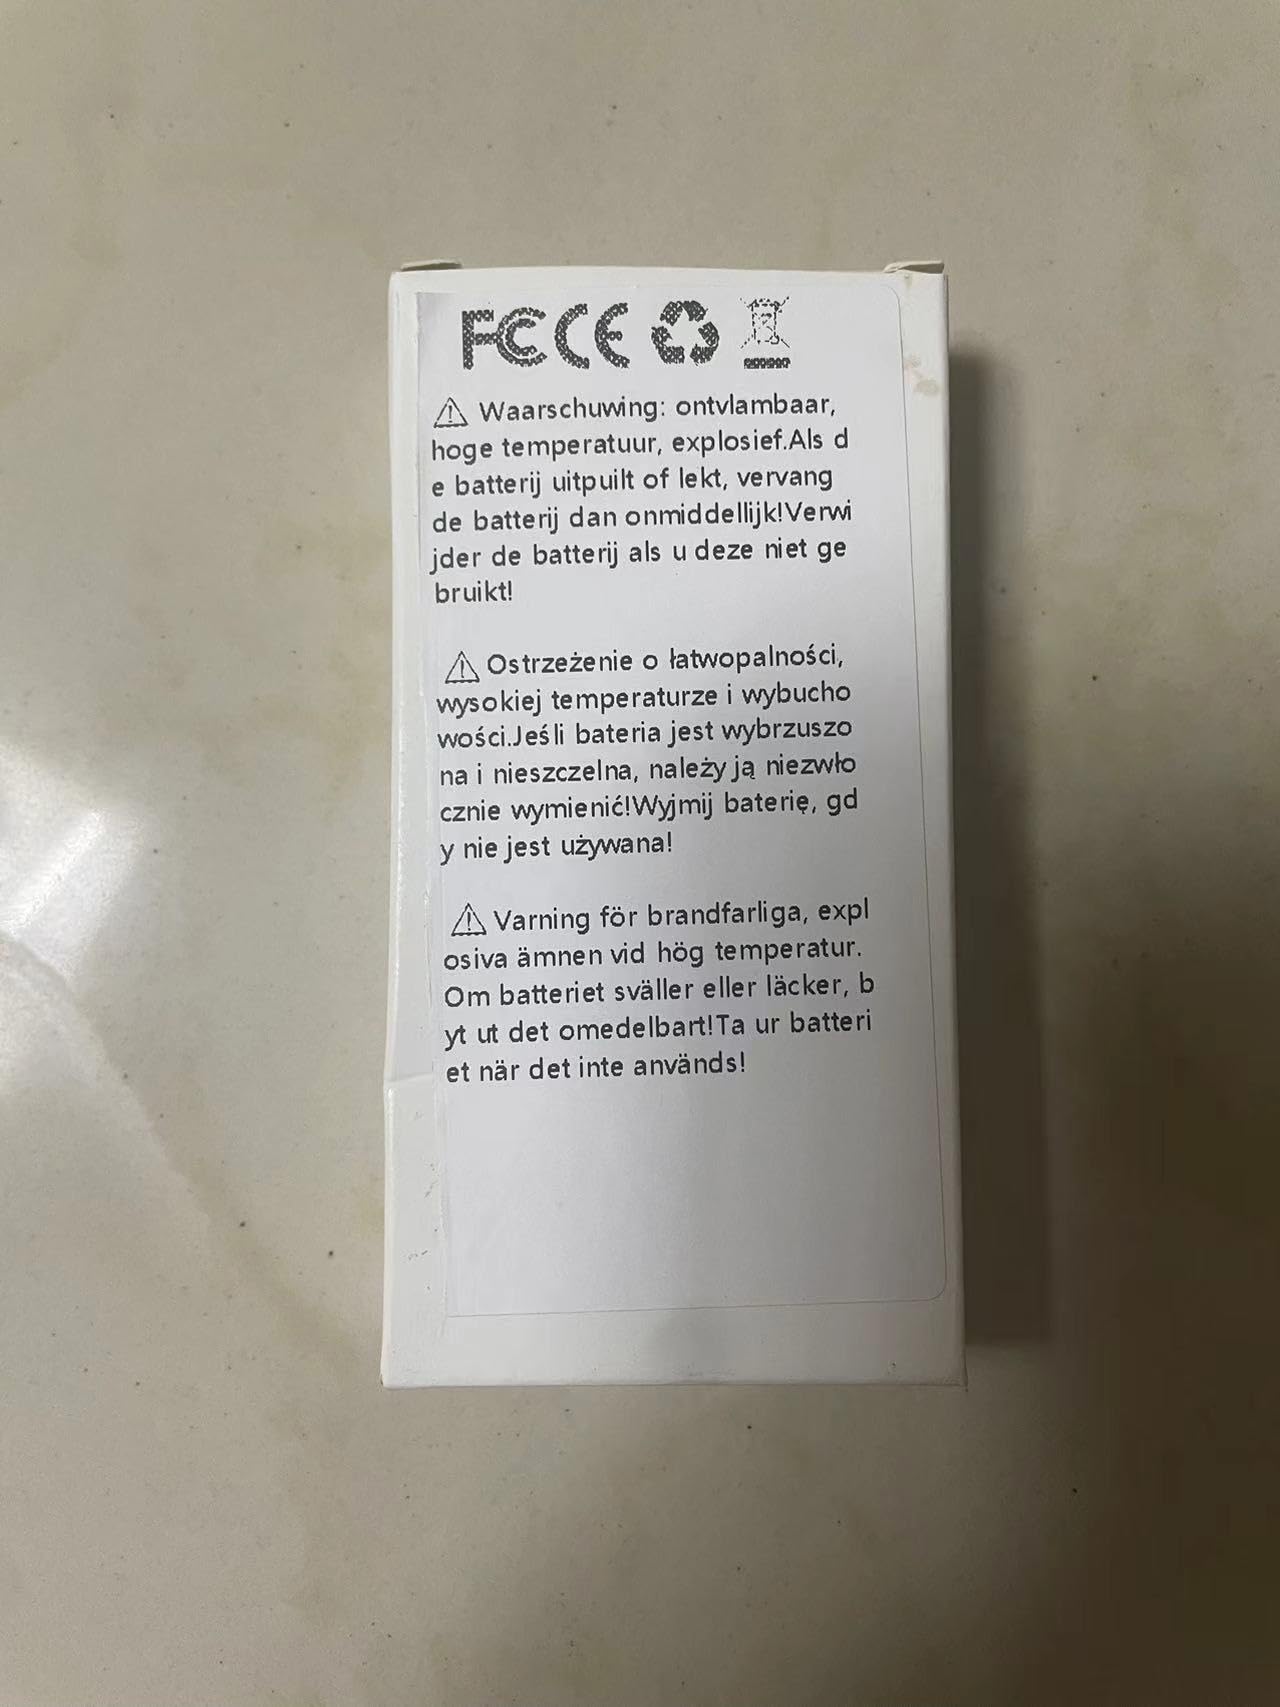 FC CE
⚠ Waarschuwing: ontvlambaar,
hoge temperatuur, explosief.Als d
e batterij uitpuilt of lekt, vervang
de batterij dan onmiddellijk!Verwi
jder de batterij als u deze niet ge
bruikt!
⚠ Ostrzeżenie o łatwopalności,
wysokiej temperaturze i wybucho
wości.Jeśli bateria jest wybrzuszo
na i nieszczelna, należy ją niezwło
cznie wymienić!Wyjmij baterię, gd
y nie jest używana!
⚠ Varning för brandfarliga, expl
osiva ämnen vid hög temperatur.
Om batteriet sväller eller läcker, b
yt ut det omedelbart!Ta ur batteri
et när det inte används!